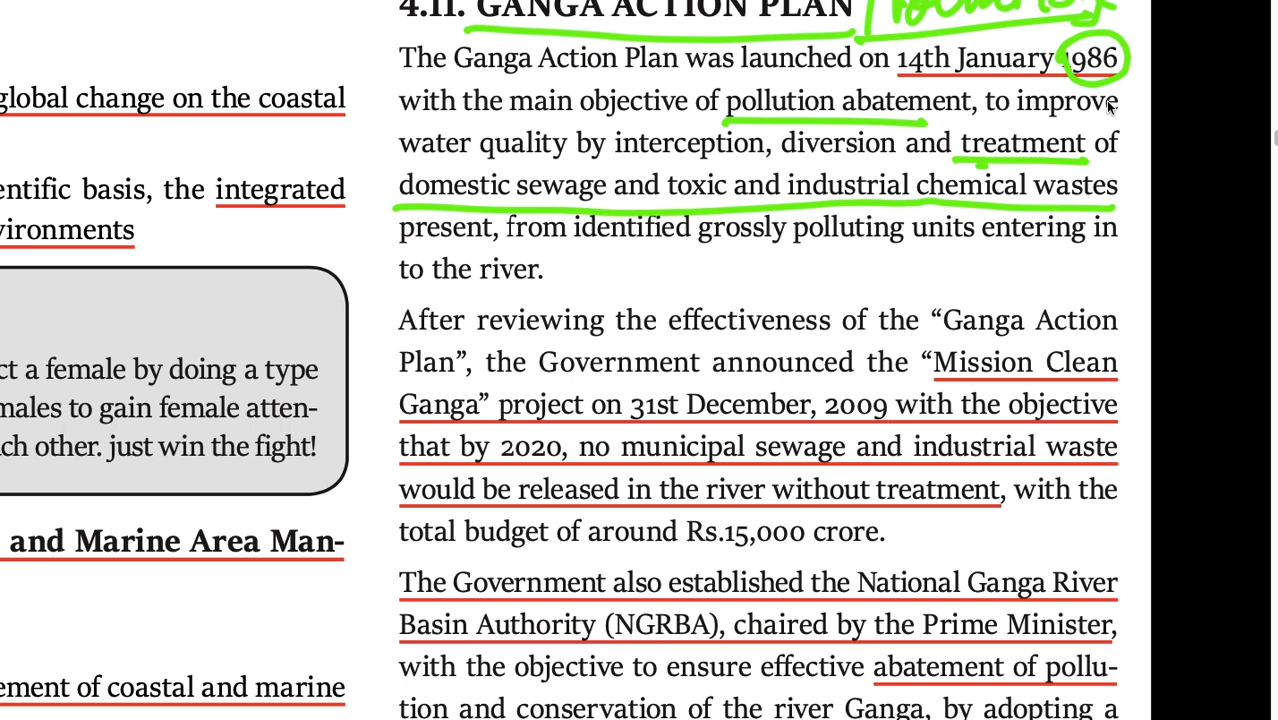 global change on the coastal
entific basis, the integrated
vironments
ct a female by doing a type
males to gain female atten-
ch other. just win the fight!
and Marine Area Man-
ement of coastal and marine
4.11. GANGA ACTION PLAN
The Ganga Action Plan was launched on 14th January 1986
with the main objective of pollution abatement, to improve
water quality by interception, diversion and treatment of
domestic sewage and toxic and industrial chemical wastes
present, from identified grossly polluting units entering in
to the river.
After reviewing the effectiveness of the “Ganga Action
Plan”, the Government announced the “Mission Clean
Ganga” project on 31st December, 2009 with the objective
that by 2020, no municipal sewage and industrial waste
would be released in the river without treatment, with the
total budget of around Rs.15,000 crore.
The Government also established the National Ganga River
Basin Authority (NGRBA), chaired by the Prime Minister,
with the objective to ensure effective abatement of pollu-
tion and conservation of the river Ganga, by adopting a